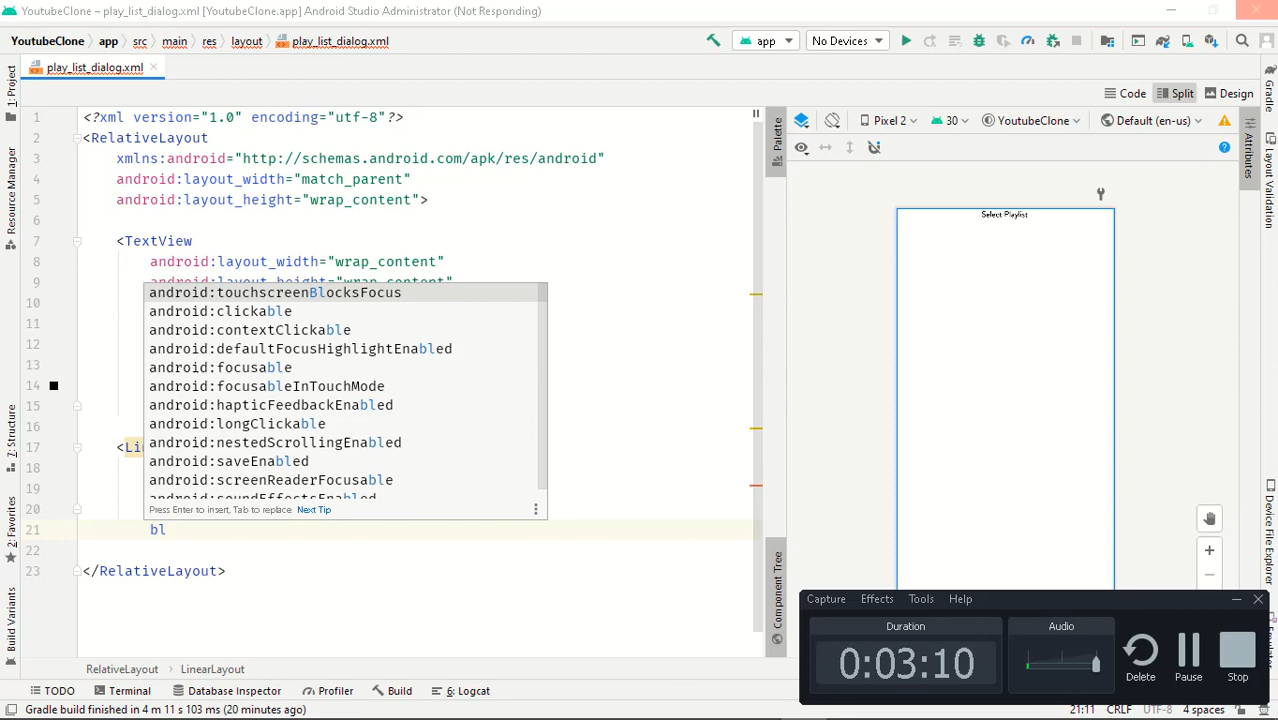 YoutubeClone – play_list_dialog.xml [YoutubeClone.app] Android Studio Administrator (Not Responding)
YoutubeClone app src main res layout play_list_dialog.xml app No Devices
play_list_dialog.xml
Code Split Design
1: Project
Resource Manager
7: Structure
2: Favorites
Build Variants
1 <?xml version="1.0" encoding="utf-8"?>
2 <RelativeLayout
3 xmlns:android="http://schemas.android.com/apk/res/android"
4 android:layout_width="match_parent"
5 android:layout_height="wrap_content">
6
7 <TextView
8 android:layout_width="wrap_content"
9 android:layout_height="wrap_content"
10
11
12
13
14
15
16
17 <Li
18
19
20
21 bl
22
23 </RelativeLayout>
android:touchscreenBlocksFocus
android:clickable
android:contextClickable
android:defaultFocusHighlightEnabled
android:focusable
android:focusableInTouchMode
android:hapticFeedbackEnabled
android:longClickable
android:nestedScrollingEnabled
android:saveEnabled
android:screenReaderFocusable
android:soundEffectsEnabled
Press Enter to insert, Tab to replace Next Tip
Palette
Component Tree
Pixel 2 30 YoutubeClone Default (en-us)
Select Playlist
Attributes
Gradle
Layout Validation
Device File Explorer
Capture Effects Tools Help
Duration
0:03:10
Audio
Delete Pause Stop
RelativeLayout LinearLayout
TODO Terminal Database Inspector Profiler Build 6: Logcat
Gradle build finished in 4 m 11 s 103 ms (20 minutes ago)
21:11 CRLF UTF-8 4 spaces